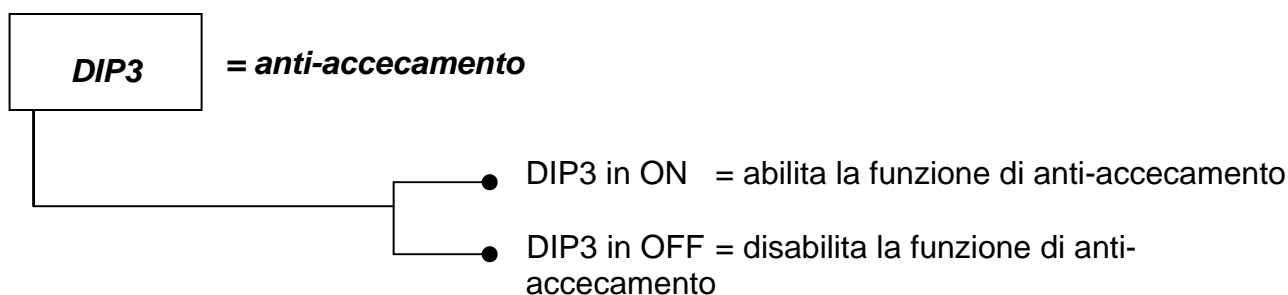 DIP3 = anti-accecamento
DIP3 in ON = abilita la funzione di anti-accecamento
DIP3 in OFF = disabilita la funzione di anti-
accecamento